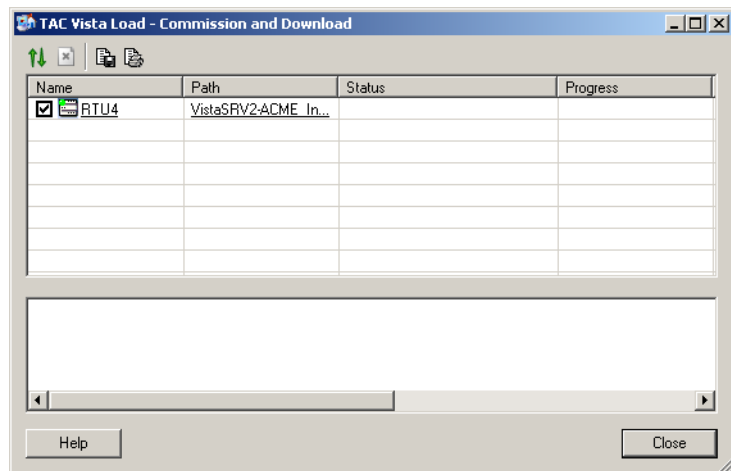 TAC Vista Load - Commission and Download
Name Path Status Progress
RTU4 VistaSRV2-ACME_In...
Help Close